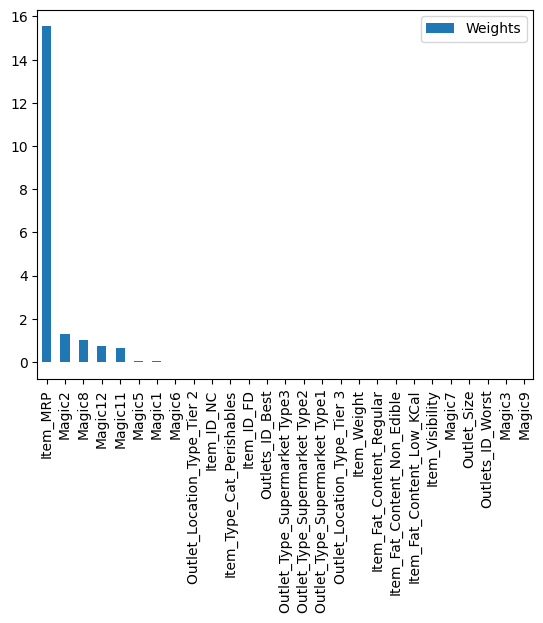 16
14
12
10
8
6
4
2
0
Weights
Item_MRP
Magic2
Magic8
Magic12
Magic11
Magic5
Magic1
Magic6
Outlet_Location_Type_Tier 2
Item_ID_NC
Item_Type_Cat_Perishables
Item_ID_FD
Outlets_ID_Best
Outlet_Type_Supermarket Type3
Outlet_Type_Supermarket Type2
Outlet_Type_Supermarket Type1
Outlet_Location_Type_Tier 3
Item_Weight
Item_Fat_Content_Regular
Item_Fat_Content_Non_Edible
Item_Fat_Content_Low_KCal
Item_Visibility
Magic7
Outlet_Size
Outlets_ID_Worst
Magic3
Magic9